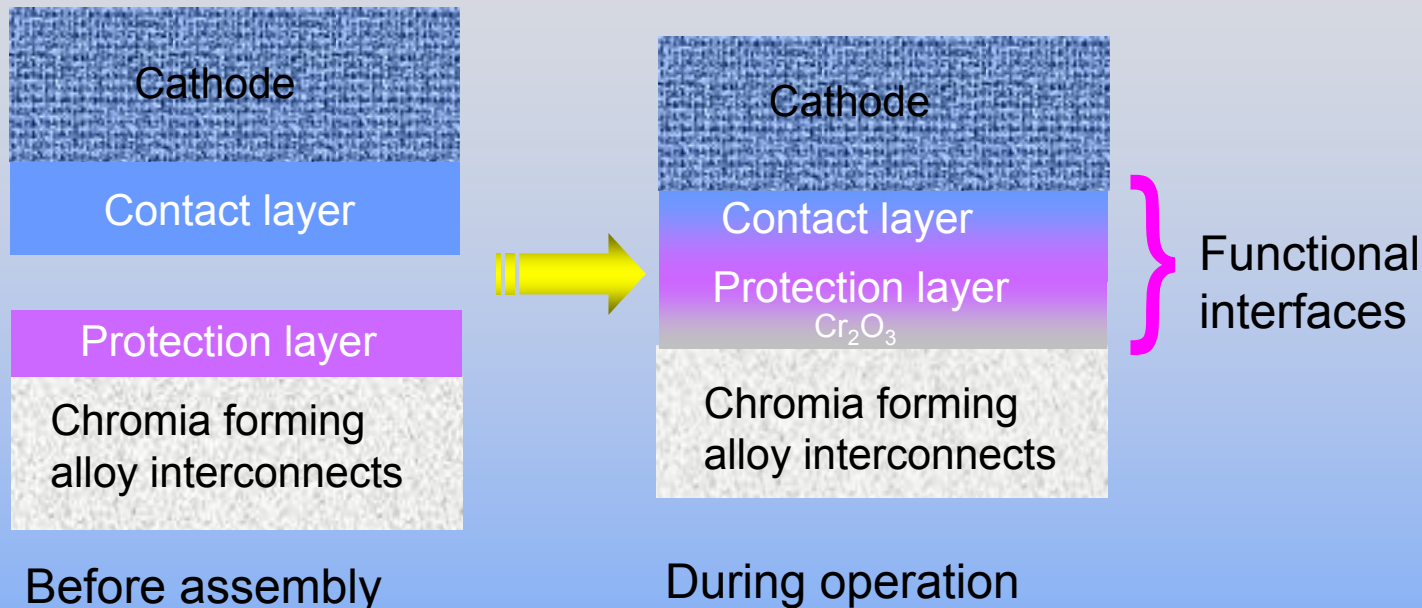 Cathode
Contact layer
Protection layer
Chromia forming
alloy interconnects
Before assembly
Cathode
Contact layer
Protection layer
Cr₂O₃
Chromia forming
alloy interconnects
During operation
Functional
interfaces